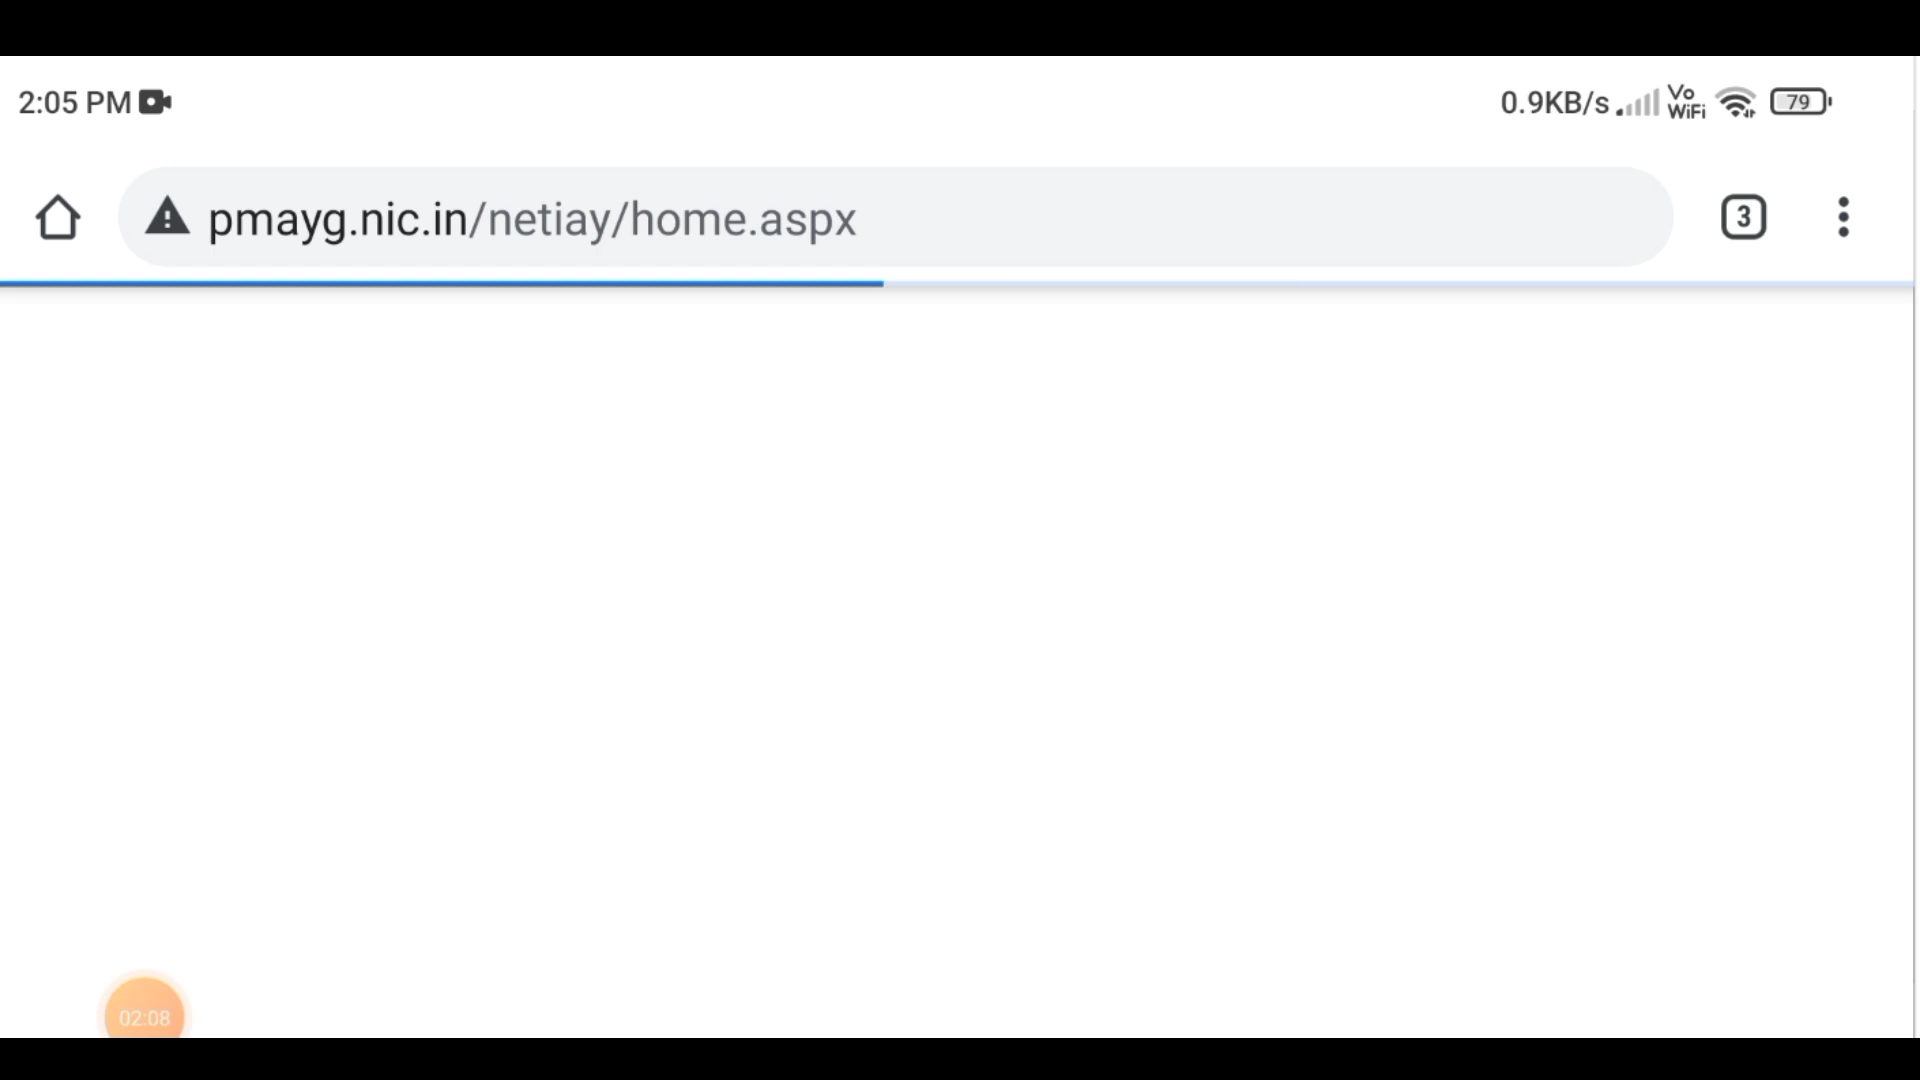 2:05 PM
0.9KB/s
Vo
WiFi
79
pmayg.nic.in/netiay/home.aspx
3
02:08